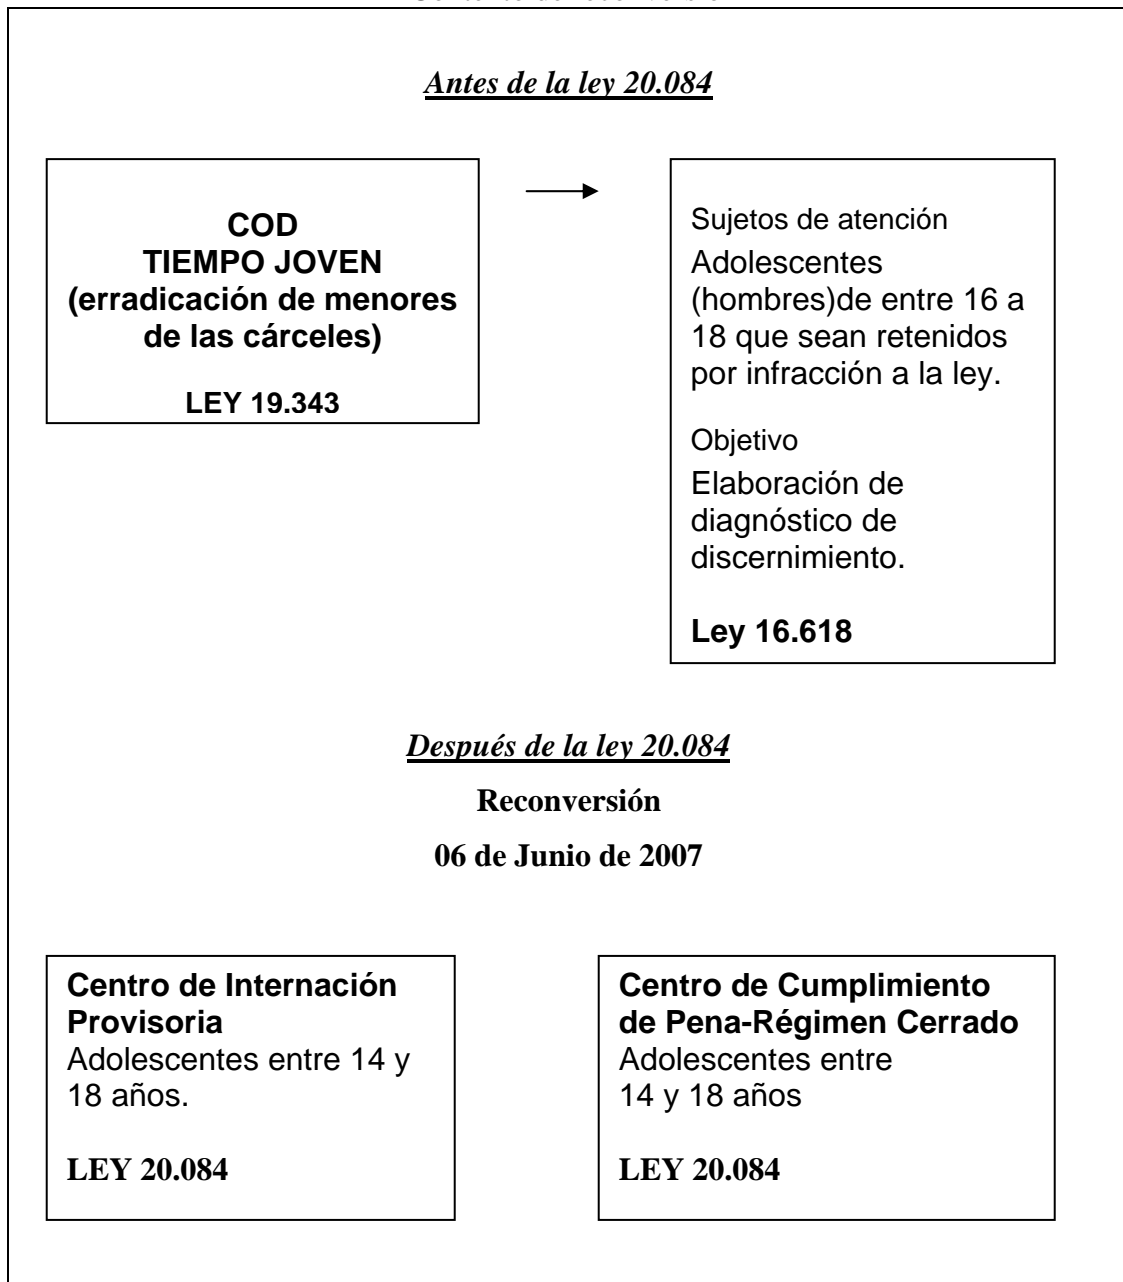 Antes de la ley 20.084
COD
TIEMPO JOVEN
(erradicación de menores
de las cárceles)
LEY 19.343
Sujetos de atención
Adolescentes
(hombres)de entre 16 a
18 que sean retenidos
por infracción a la ley.
Objetivo
Elaboración de
diagnóstico de
discernimiento.
Ley 16.618
Después de la ley 20.084
Reconversión
06 de Junio de 2007
Centro de Internación
Provisoria
Adolescentes entre 14 y
18 años.
LEY 20.084
Centro de Cumplimiento
de Pena-Régimen Cerrado
Adolescentes entre
14 y 18 años
LEY 20.084